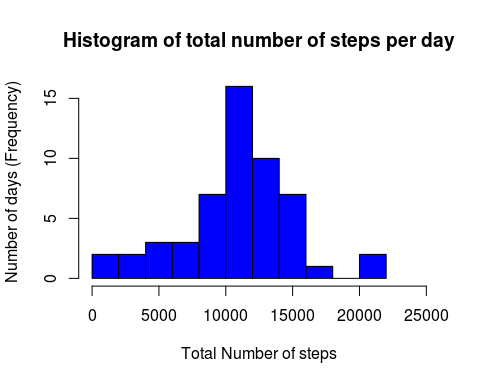 Histogram of total number of steps per day
Number of days (Frequency)
15
10
5
0
0 5000 10000 15000 20000 25000
Total Number of steps